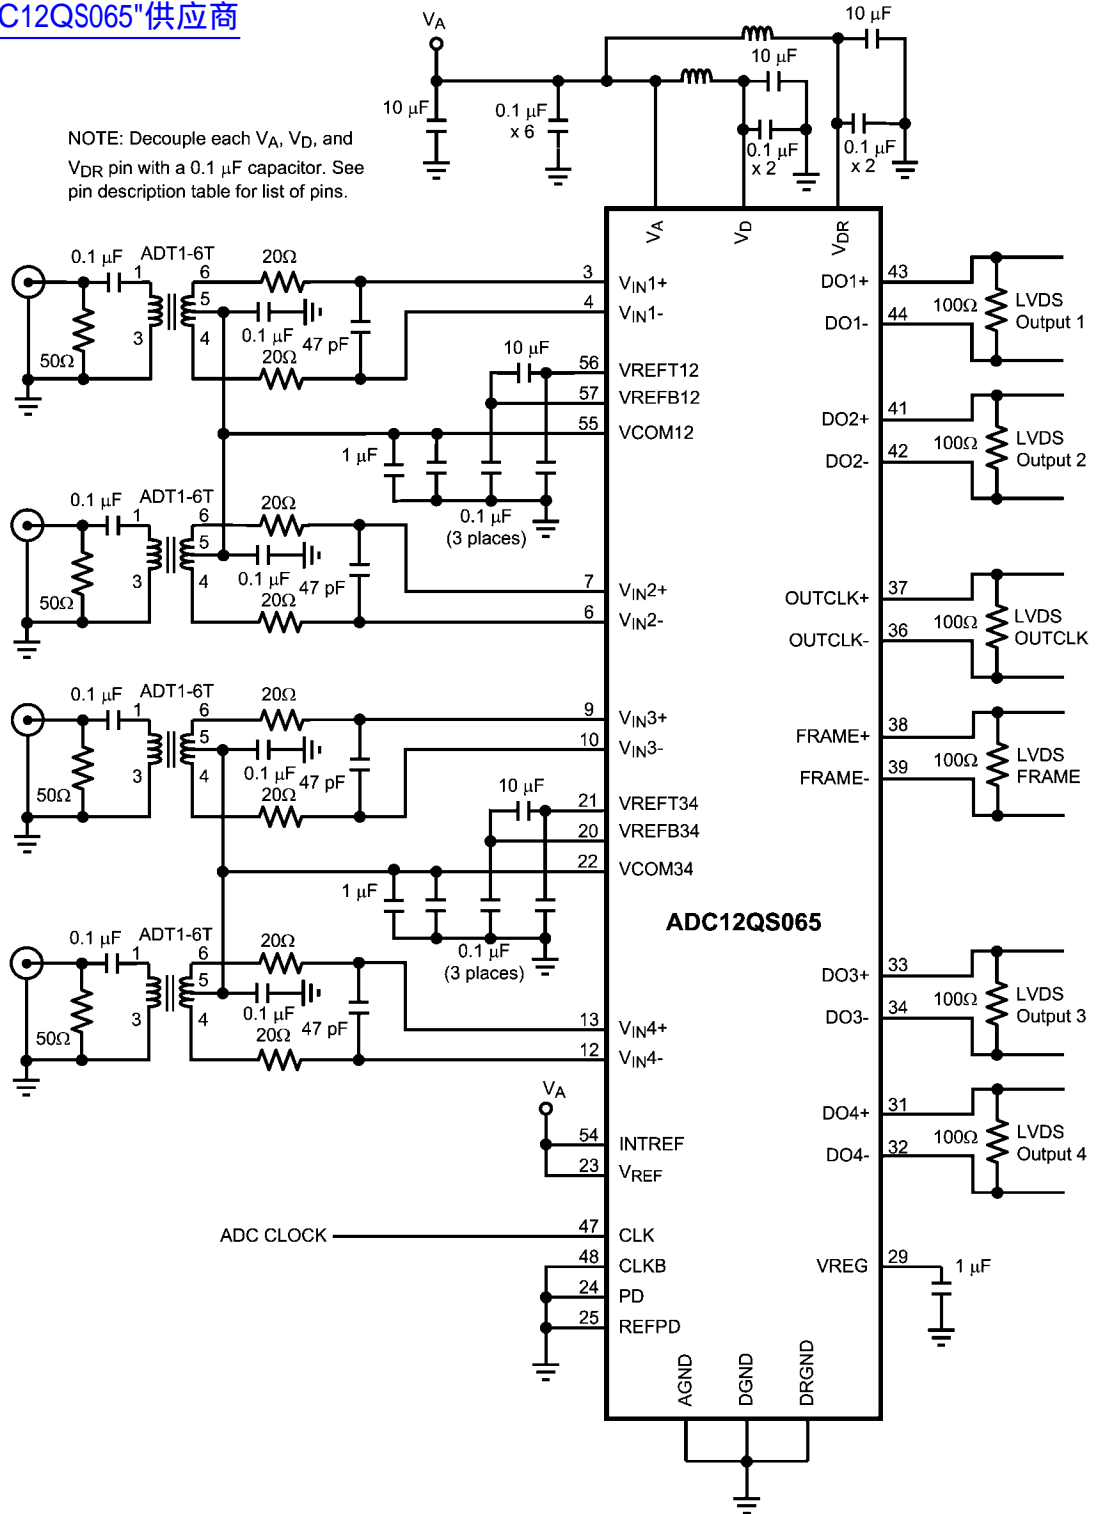 C12QS065"供应商
VA
10 µF
10 µF
10 µF
0.1 µF
x 6
0.1 µF
x 2
0.1 µF
x 2
NOTE: Decouple each VA, VD, and
VDR pin with a 0.1 µF capacitor. See
pin description table for list of pins.
VA
VD
VDR
0.1 µF
ADT1-6T
20Ω
1
6
5
3
4
50Ω
0.1 µF
47 pF
20Ω
3
VIN1+
4
VIN1-
10 µF
56
VREFT12
57
VREFB12
55
VCOM12
1 µF
0.1 µF
(3 places)
0.1 µF
ADT1-6T
20Ω
1
6
5
3
4
50Ω
0.1 µF
47 pF
20Ω
7
VIN2+
6
VIN2-
0.1 µF
ADT1-6T
20Ω
1
6
5
3
4
50Ω
0.1 µF
47 pF
20Ω
9
VIN3+
10
VIN3-
10 µF
21
VREFT34
20
VREFB34
22
VCOM34
1 µF
0.1 µF
(3 places)
ADC12QS065
0.1 µF
ADT1-6T
20Ω
1
6
5
3
4
50Ω
0.1 µF
47 pF
20Ω
13
VIN4+
12
VIN4-
VA
54
INTREF
23
VREF
ADC CLOCK
47
CLK
48
CLKB
24
PD
25
REFPD
AGND
DGND
DRGND
DO1+
43
DO1-
44
100Ω
LVDS
Output 1
DO2+
41
DO2-
42
100Ω
LVDS
Output 2
OUTCLK+
37
OUTCLK-
36
100Ω
LVDS
OUTCLK
FRAME+
38
FRAME-
39
100Ω
LVDS
FRAME
DO3+
33
DO3-
34
100Ω
LVDS
Output 3
DO4+
31
DO4-
32
100Ω
LVDS
Output 4
VREG
29
1 µF